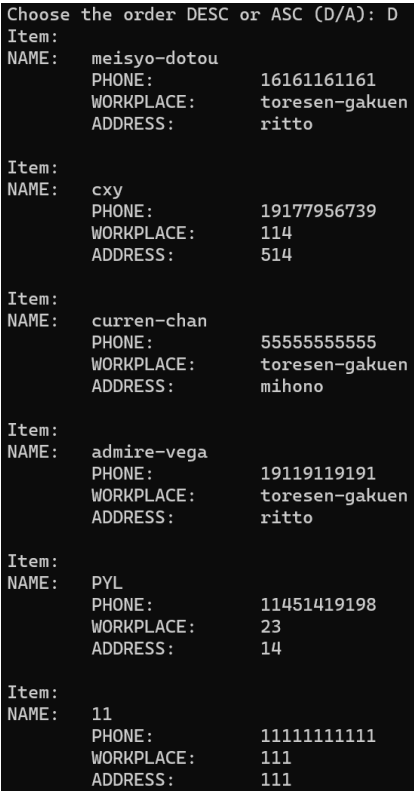 Choose the order DESC or ASC (D/A): D
Item:
NAME: meisyo-dotou
PHONE: 16161161161
WORKPLACE: toresen-gakuen
ADDRESS: ritto
Item:
NAME: cxy
PHONE: 19177956739
WORKPLACE: 114
ADDRESS: 514
Item:
NAME: curren-chan
PHONE: 55555555555
WORKPLACE: toresen-gakuen
ADDRESS: mihono
Item:
NAME: admire-vega
PHONE: 19119119191
WORKPLACE: toresen-gakuen
ADDRESS: ritto
Item:
NAME: PYL
PHONE: 11451419198
WORKPLACE: 23
ADDRESS: 14
Item:
NAME: 11
PHONE: 11111111111
WORKPLACE: 111
ADDRESS: 111